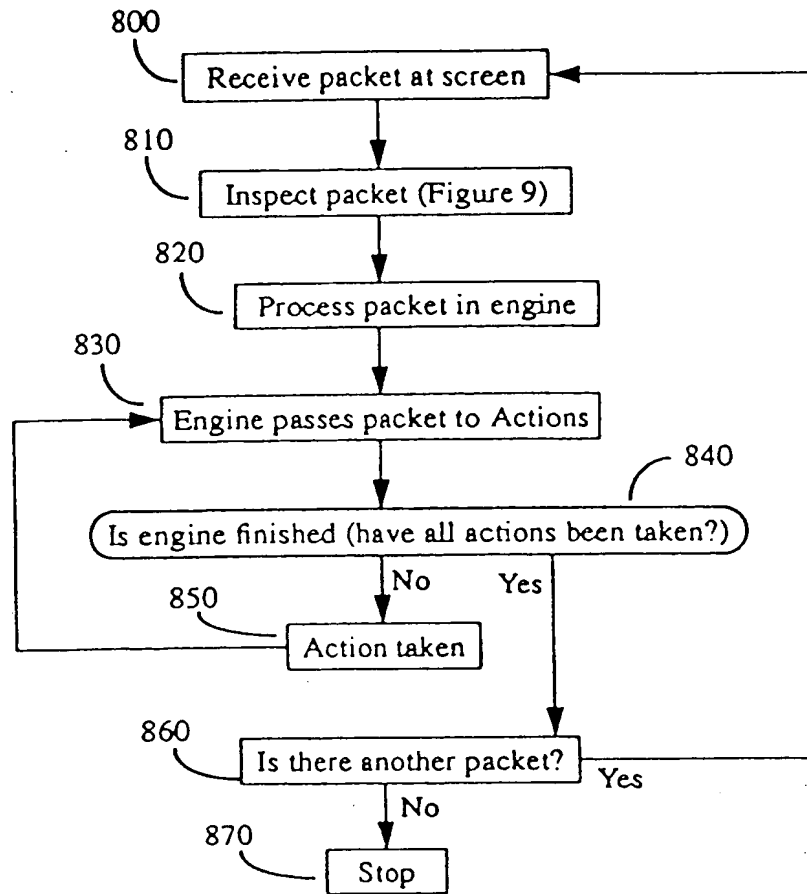 800
Receive packet at screen
810
Inspect packet (Figure 9)
820
Process packet in engine
830
Engine passes packet to Actions
840
Is engine finished (have all actions been taken?)
No
Yes
850
Action taken
860
Is there another packet?
Yes
No
870
Stop